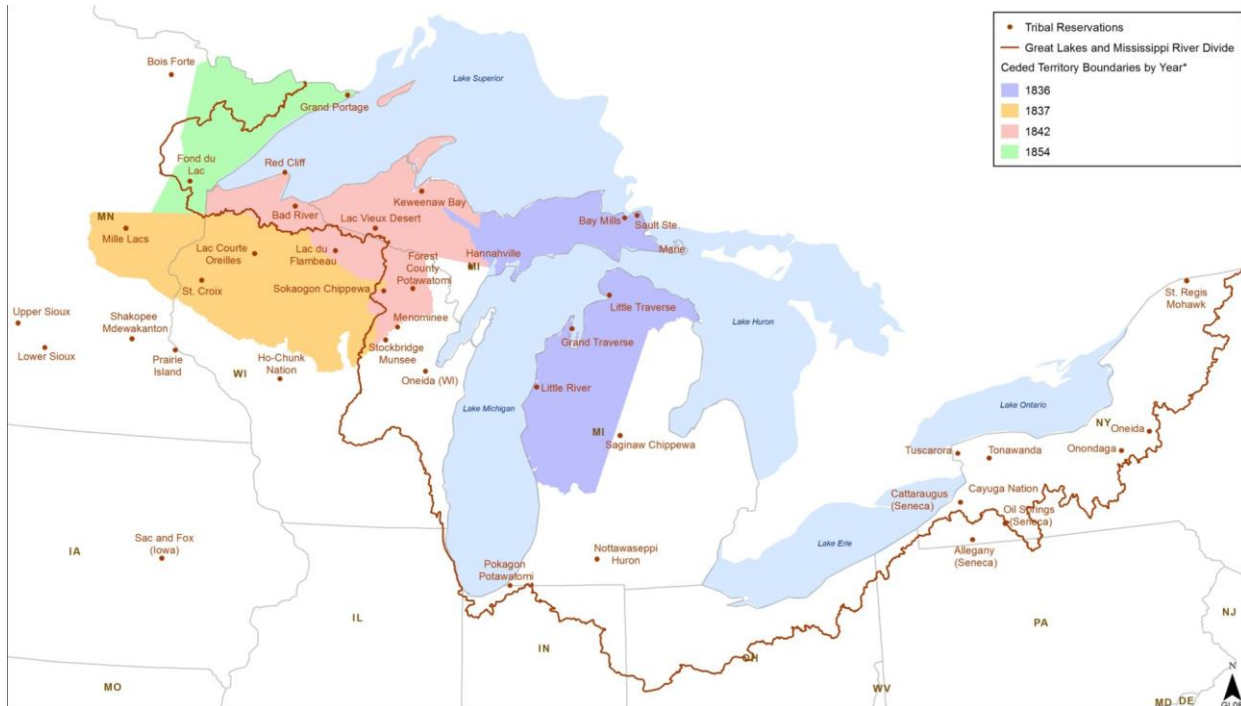 Tribal Reservations
Great Lakes and Mississippi River Divide
Ceded Territory Boundaries by Year*
1836
1837
1842
1854
Bois Forte
Lake Superior
Grand Portage
Fond du
Lac
Red Cliff
Bad River
Keweenaw Bay
Lac Vieux Desert
MN
Mille Lacs
Bay Mills
Sault Ste.
Marie
Lac Courte
Oreilles
Lac du
Flambeau
Forest
County
Potawatomi
Hannahville
MI
St. Croix
Sokaogon Chippewa
St. Regis
Mohawk
Little Traverse
Upper Sioux
Shakopee
Mdewakanton
Menominee
Lake Huron
Grand Traverse
Lower Sioux
Prairie
Island
Ho-Chunk
Nation
Stockbridge
Munsee
WI
Oneida (WI)
Little River
Lake Michigan
Lake Ontario
MI
Saginaw Chippewa
NY
Oneida
Tuscarora
Tonawanda
Onondaga
Cattaraugus
(Seneca)
Cayuga Nation
Oil Springs
(Seneca)
Sac and Fox
(Iowa)
IA
Nottawaseppi
Huron
Lake Erie
Allegany
(Seneca)
Pokagon
Potawatomi
IL
IN
OH
PA
NJ
MO
WV
MD
DE
N